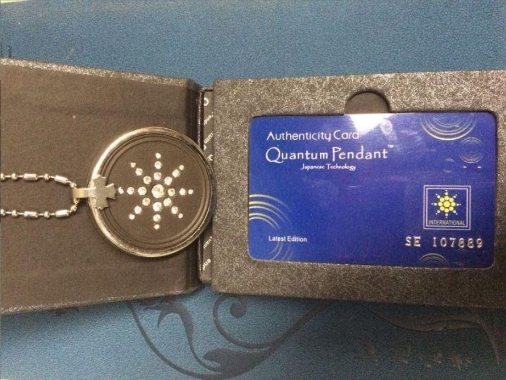 Authenticity Card
Quantum Pendant™
Japanese Technology
INTERNATIONAL
Latest Edition
SE 107889